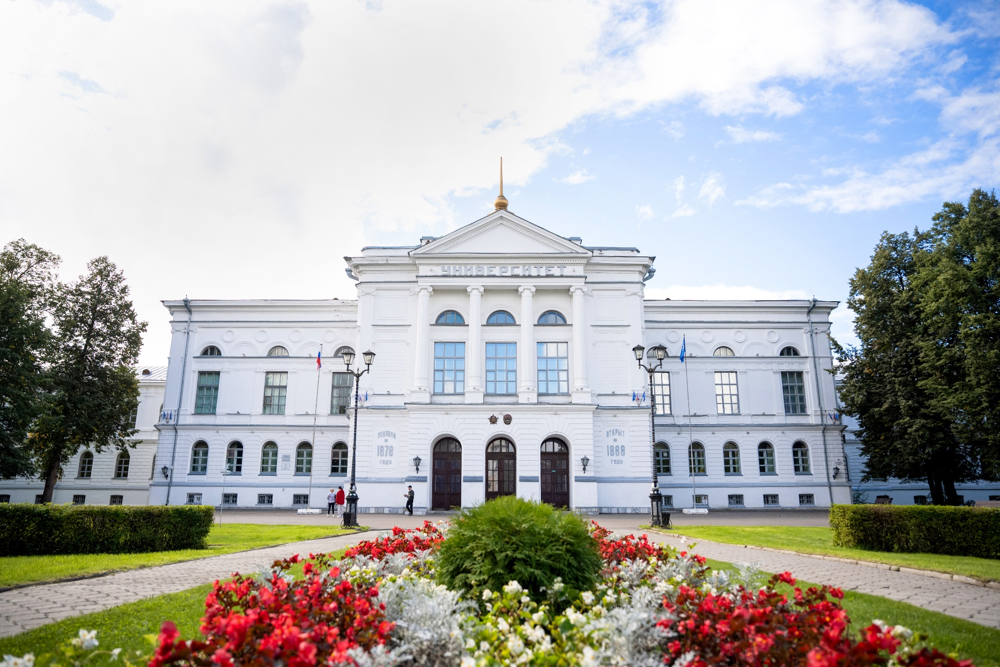 УНИВЕРСИТЕТ
ОСНОВАН
в
1878
году
ОТКРЫТ
в
1888
году